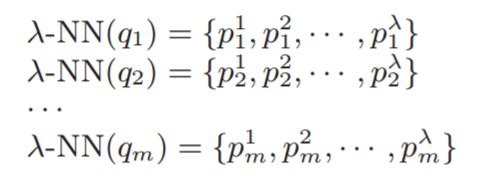 λ-NN(q₁) = {p₁¹, p₁², ⋯ , p₁^λ}
λ-NN(q₂) = {p₂¹, p₂², ⋯ , p₂^λ}
⋯
λ-NN(qₘ) = {pₘ¹, pₘ², ⋯ , pₘ^λ}